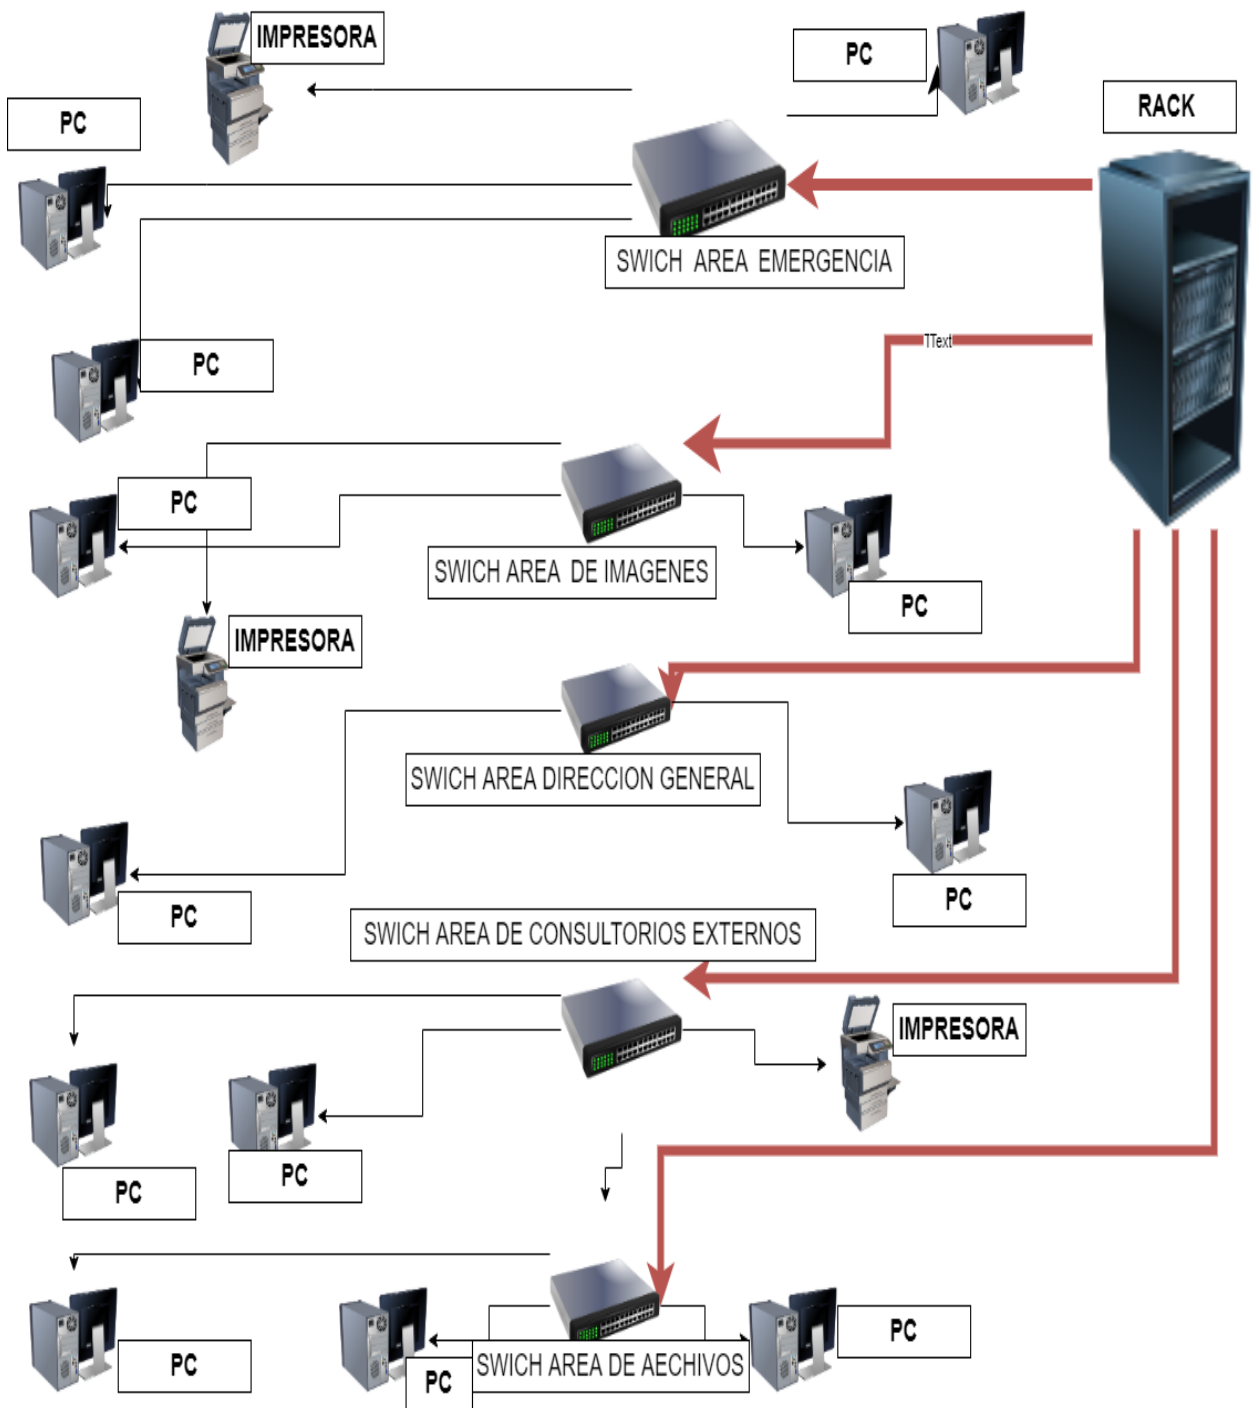 IMPRESORA
PC
RACK
PC
SWICH AREA EMERGENCIA
TText
PC
PC
SWICH AREA DE IMAGENES
PC
IMPRESORA
SWICH AREA DIRECCION GENERAL
PC
PC
SWICH AREA DE CONSULTORIOS EXTERNOS
IMPRESORA
PC
PC
PC
SWICH AREA DE AECHIVOS
PC
PC